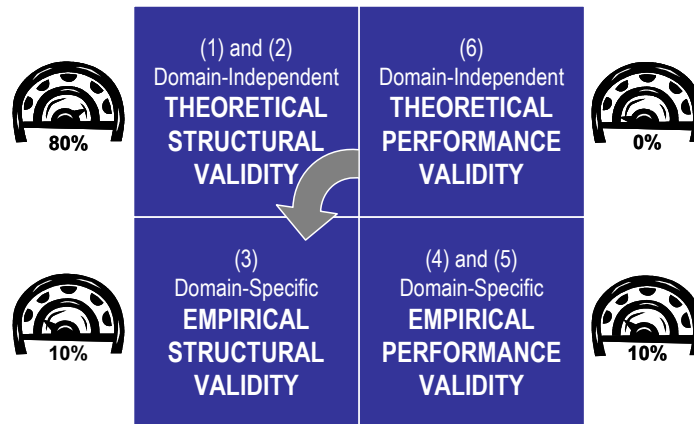 (1) and (2)
Domain-Independent
THEORETICAL
STRUCTURAL
VALIDITY
(6)
Domain-Independent
THEORETICAL
PERFORMANCE
VALIDITY
80%
0%
(3)
Domain-Specific
EMPIRICAL
STRUCTURAL
VALIDITY
(4) and (5)
Domain-Specific
EMPIRICAL
PERFORMANCE
VALIDITY
10%
10%